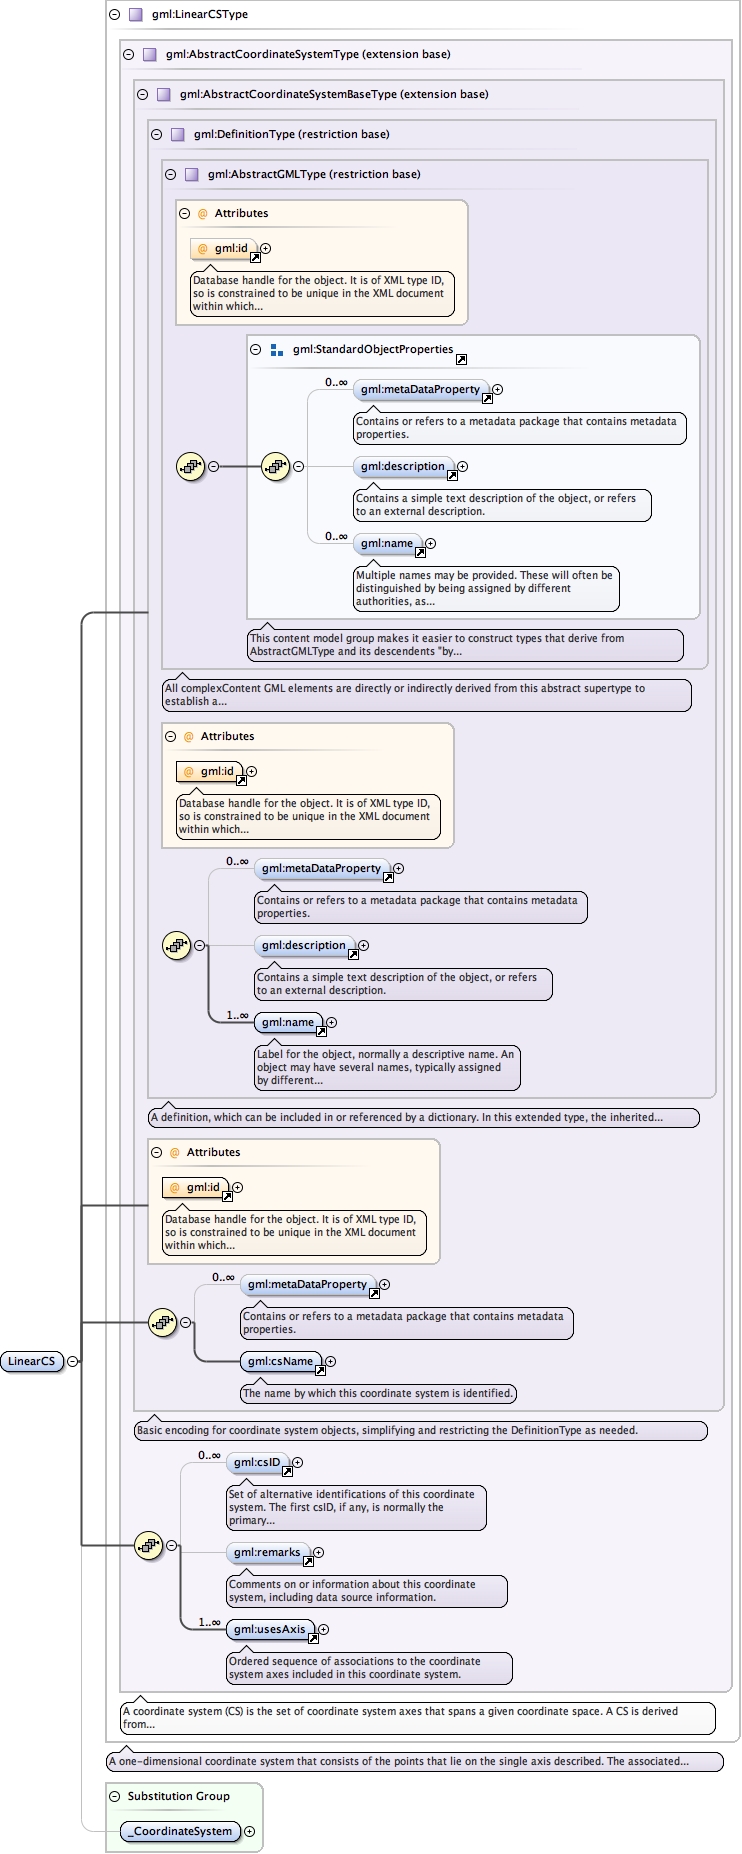 gml:LinearCSType
gml:AbstractCoordinateSystemType (extension base)
gml:AbstractCoordinateSystemBaseType (extension base)
gml:DefinitionType (restriction base)
gml:AbstractGMLType (restriction base)
@ Attributes
@ gml:id
Database handle for the object. It is of XML type ID,
so is constrained to be unique in the XML document
within which...
gml:StandardObjectProperties
0..∞
gml:metaDataProperty
Contains or refers to a metadata package that contains metadata
properties.
gml:description
Contains a simple text description of the object, or refers
to an external description.
0..∞
gml:name
Multiple names may be provided. These will often be
distinguished by being assigned by different
authorities, as...
This content model group makes it easier to construct types that derive from
AbstractGMLType and its descendents "by...
All complexContent GML elements are directly or indirectly derived from this abstract supertype to
establish a...
@ Attributes
@ gml:id
Database handle for the object. It is of XML type ID,
so is constrained to be unique in the XML document
within which...
0..∞
gml:metaDataProperty
Contains or refers to a metadata package that contains metadata
properties.
gml:description
Contains a simple text description of the object, or refers
to an external description.
1..∞
gml:name
Label for the object, normally a descriptive name. An
object may have several names, typically assigned
by different...
A definition, which can be included in or referenced by a dictionary. In this extended type, the inherited...
@ Attributes
@ gml:id
Database handle for the object. It is of XML type ID,
so is constrained to be unique in the XML document
within which...
0..∞
gml:metaDataProperty
Contains or refers to a metadata package that contains metadata
properties.
LinearCS
gml:csName
The name by which this coordinate system is identified.
Basic encoding for coordinate system objects, simplifying and restricting the DefinitionType as needed.
0..∞
gml:csID
Set of alternative identifications of this coordinate
system. The first csID, if any, is normally the
primary...
gml:remarks
Comments on or information about this coordinate
system, including data source information.
1..∞
gml:usesAxis
Ordered sequence of associations to the coordinate
system axes included in this coordinate system.
A coordinate system (CS) is the set of coordinate system axes that spans a given coordinate space. A CS is derived
from...
A one-dimensional coordinate system that consists of the points that lie on the single axis described. The associated...
Substitution Group
_CoordinateSystem